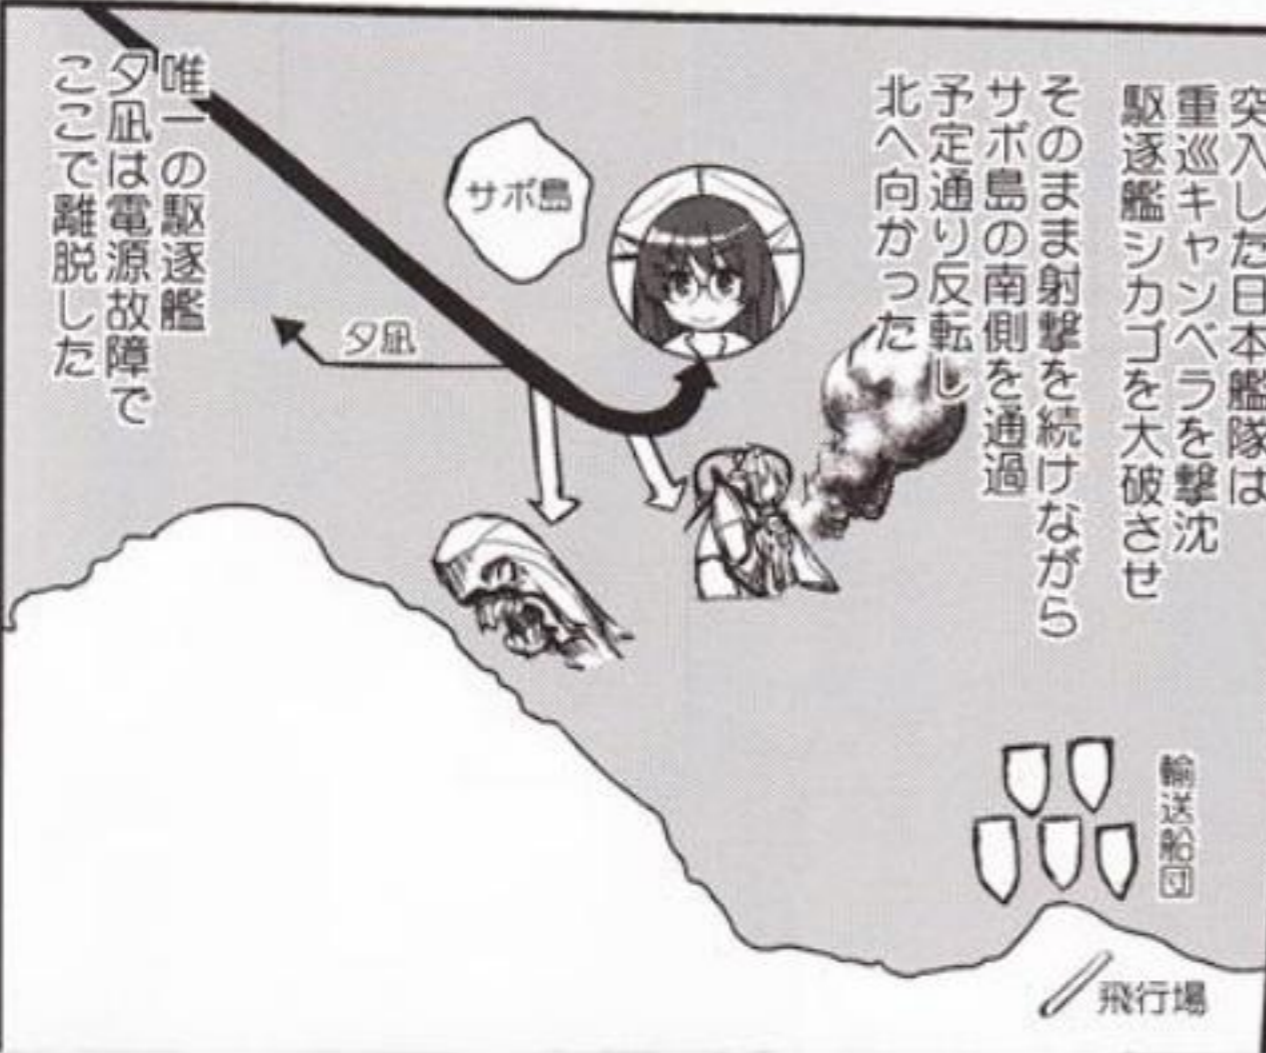 突入した日本艦隊は
重巡キャンベラを撃沈
駆逐艦シカゴを大破させ
そのまま射撃を続けながら
サボ島の南側を通過
予定通り反転し
北へ向かった
サボ島
夕凪
唯一の駆逐艦
夕凪は電源故障で
ここで離脱した
輸送船団
飛行場